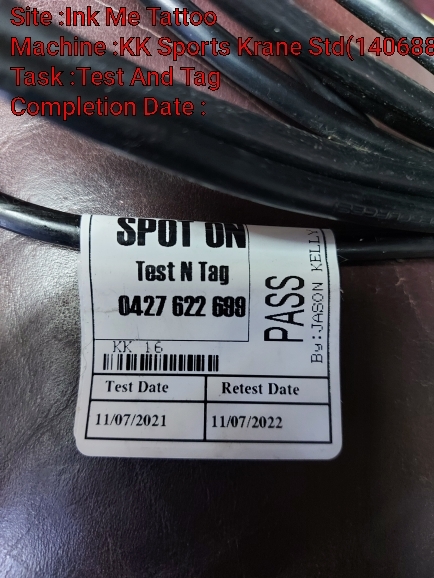 Site :Ink Me Tattoo
Machine :KK Sports Krane Std(140688
Task :Test And Tag
Completion Date :
SPOT ON
Test N Tag
0427 622 689
PASS
By:JASON KELLY
KK 16
Test Date Retest Date
11/07/2021 11/07/2022